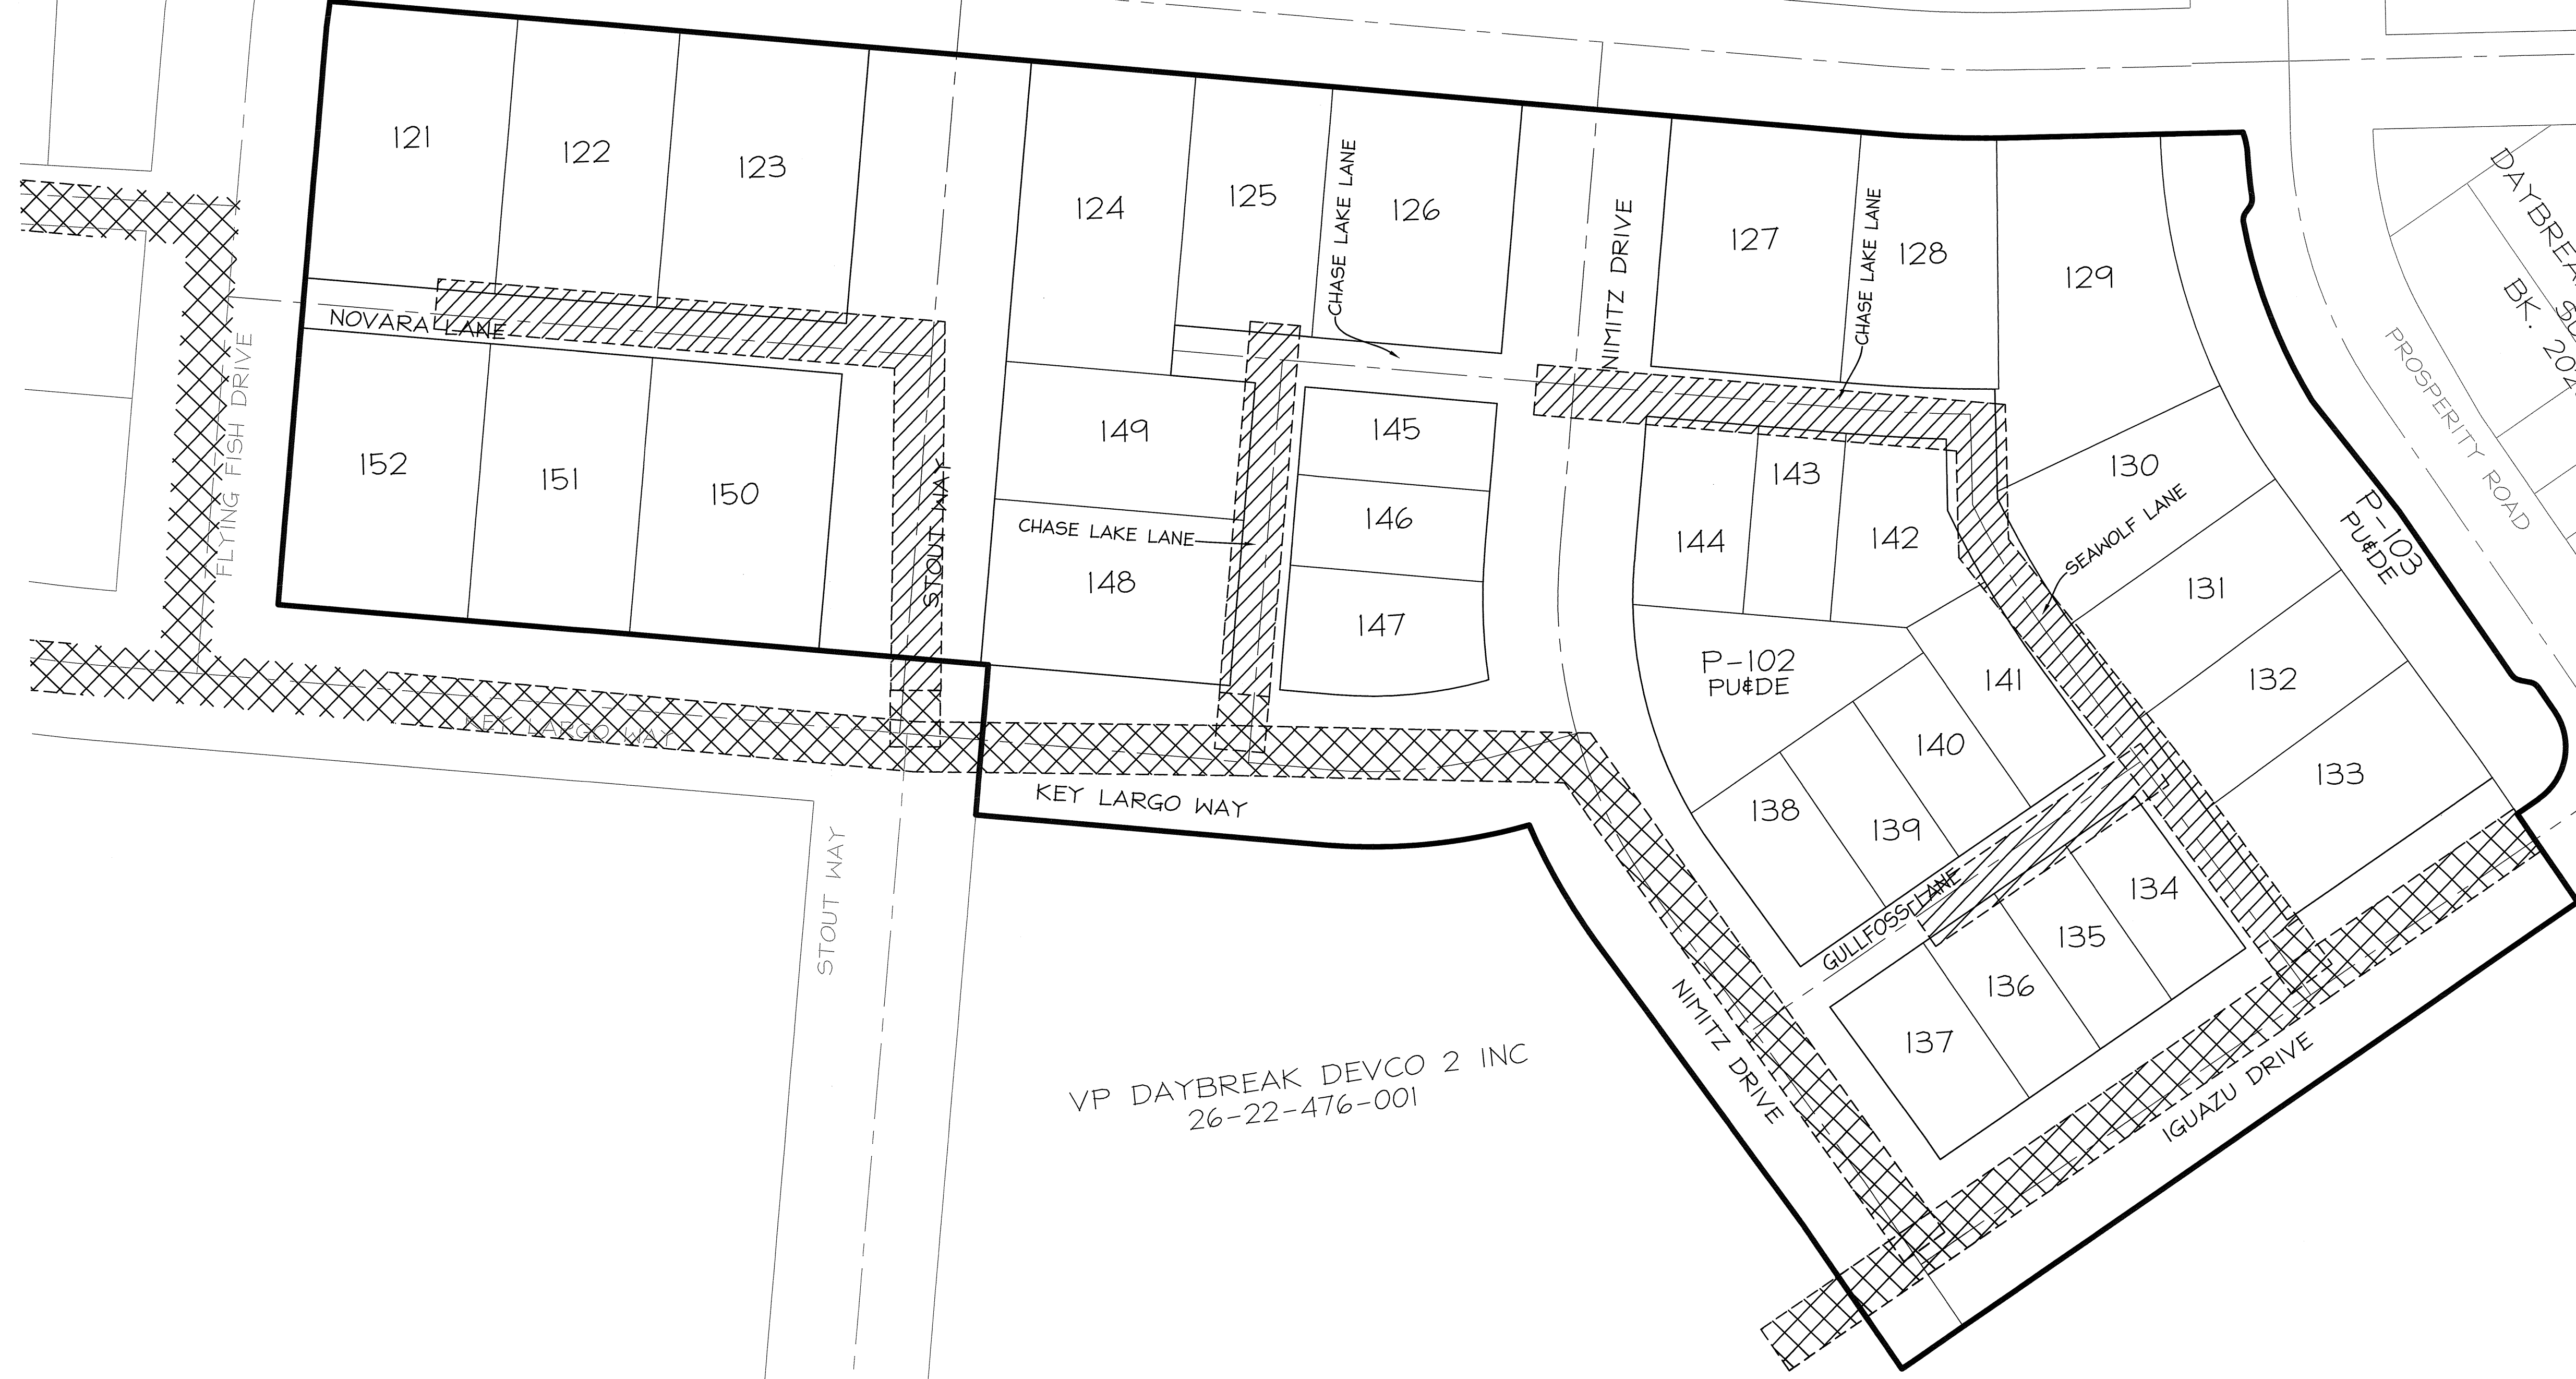 121
122
123
124
125
CHASE LAKE LANE
126
NIMITZ DRIVE
127
CHASE LAKE LANE
128
129
DAYBREA
BK. 202
PROSPERITY ROAD
NOVARA LANE
FLYING FISH DRIVE
152
151
150
STOUT WAY
149
CHASE LAKE LANE
148
145
146
147
144
143
142
130
SEAWOLF LANE
131
132
133
P-103
PU&DE
P-102
PU&DE
141
140
139
138
GULLFOSS LANE
134
135
136
137
KEY LARGO WAY
KEY LARGO WAY
STOUT WAY
NIMITZ DRIVE
IGUAZU DRIVE
VP DAYBREAK DEVCO 2 INC
26-22-476-001